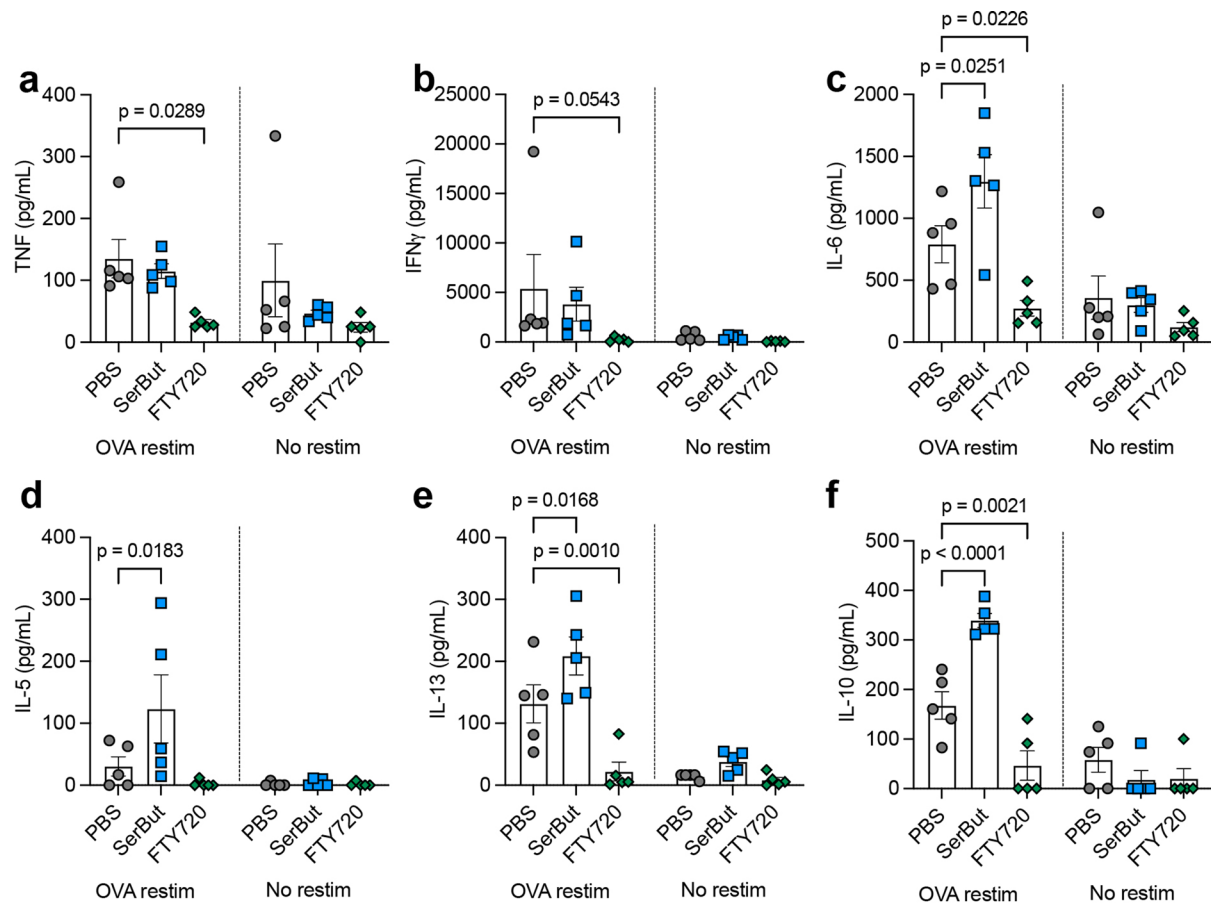 a
TNF (pg/mL)
400
300
200
100
0
p = 0.0289
PBS
SerBut
FTY720
PBS
SerBut
FTY720
OVA restim
No restim
b
IFNγ (pg/mL)
25000
20000
15000
10000
5000
0
p = 0.0543
PBS
SerBut
FTY720
PBS
SerBut
FTY720
OVA restim
No restim
c
IL-6 (pg/mL)
2000
1500
1000
500
0
p = 0.0226
p = 0.0251
PBS
SerBut
FTY720
PBS
SerBut
FTY720
OVA restim
No restim
d
IL-5 (pg/mL)
400
300
200
100
0
p = 0.0183
PBS
SerBut
FTY720
PBS
SerBut
FTY720
OVA restim
No restim
e
IL-13 (pg/mL)
400
300
200
100
0
p = 0.0168
p = 0.0010
PBS
SerBut
FTY720
PBS
SerBut
FTY720
OVA restim
No restim
f
IL-10 (pg/mL)
500
400
300
200
100
0
p = 0.0021
p < 0.0001
PBS
SerBut
FTY720
PBS
SerBut
FTY720
OVA restim
No restim